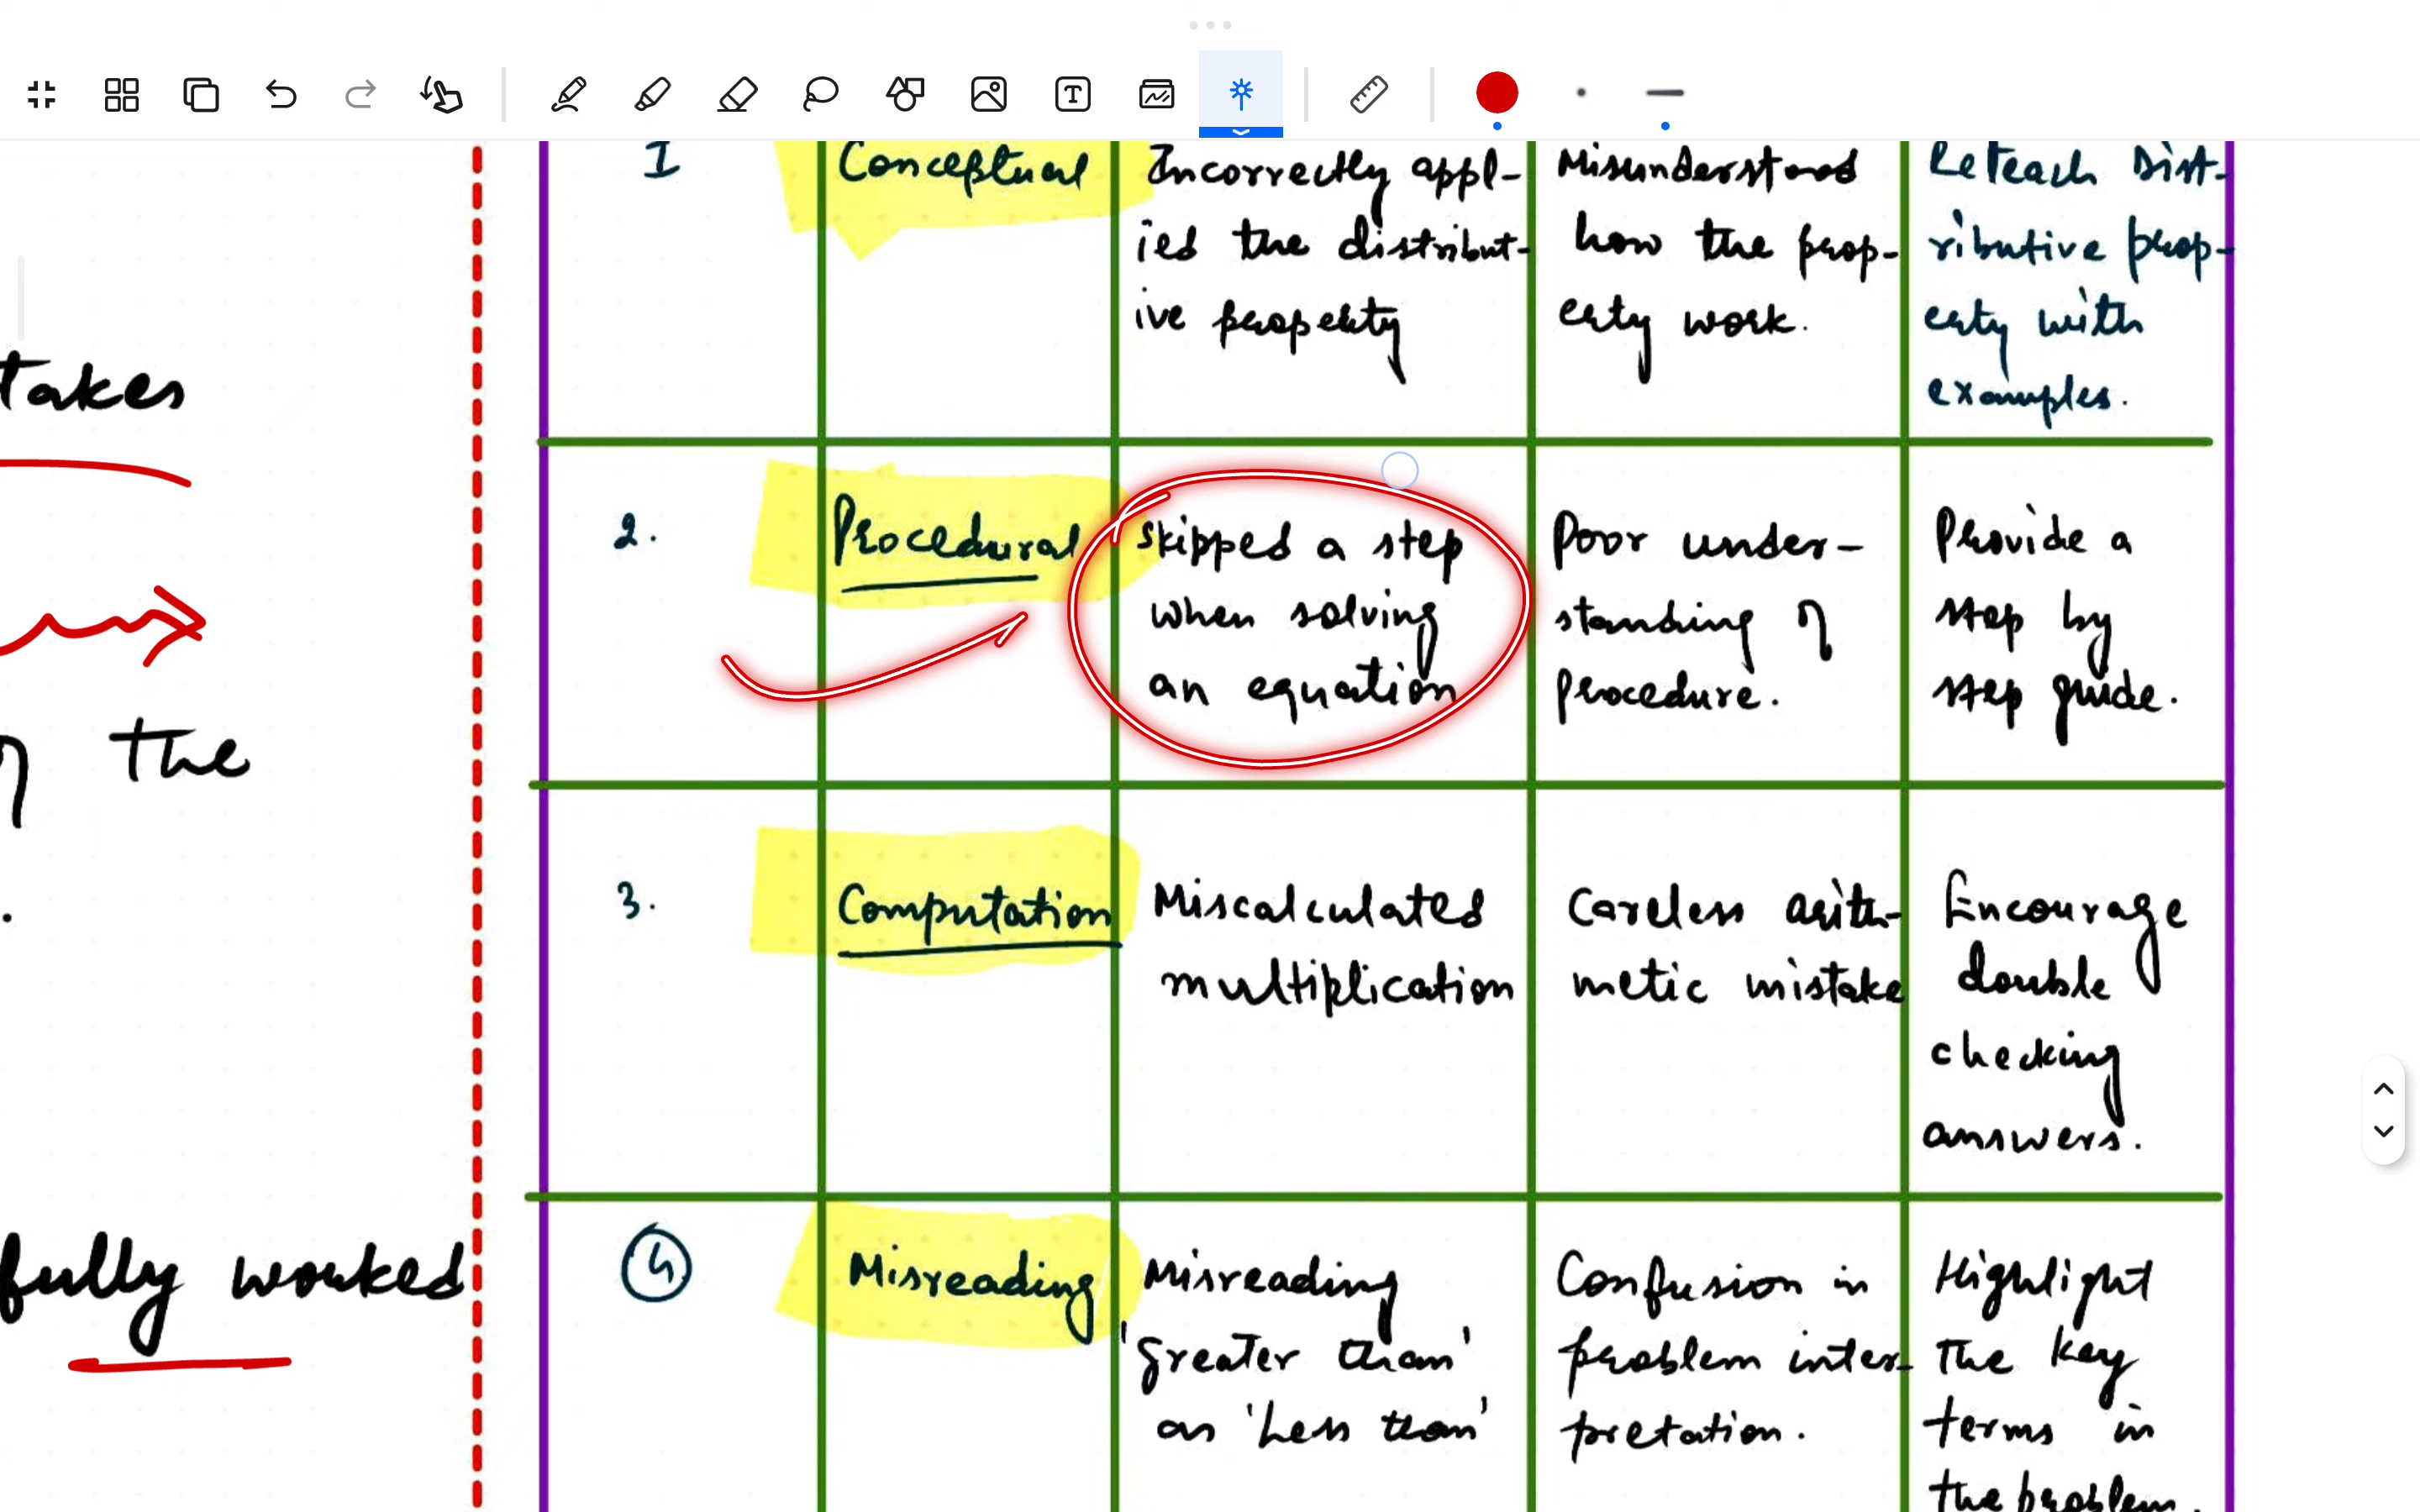 takes
the
fully worked
I
Conceptual
Incorrectly appl-
ied the distribut-
ive property
Misunderstood
how the prop-
erty work.
Reteach Dist-
ributive prop-
erty with
examples.
2.
Procedural
Skipped a step
when solving
an equation
Poor under-
standing of
procedure.
Provide a
step by
step guide.
3.
Computation
Miscalculated
multiplication
Careless arith-
metic mistake
Encourage
double
checking
answers.
4
Misreading
Misreading
'greater than'
as 'Less than'
Confusion in
problem inter-
pretation.
Highlight
the key
terms in
the problem.